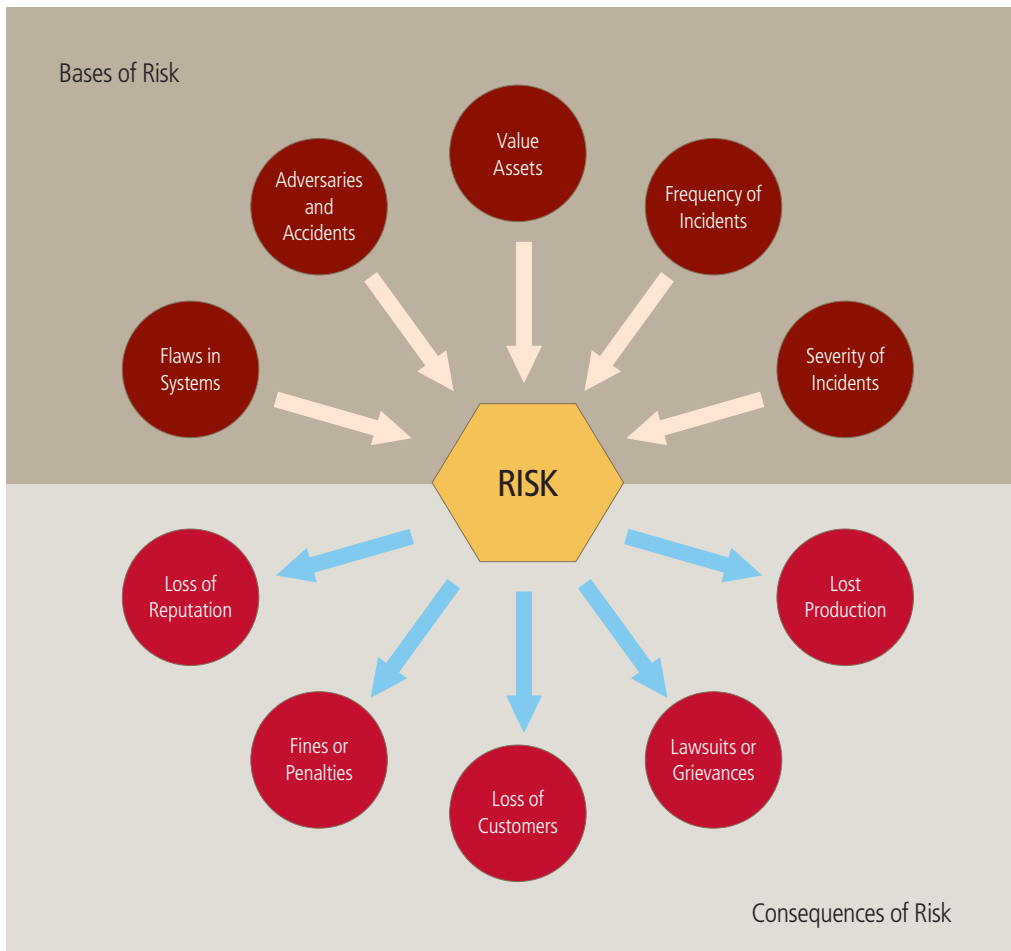 Bases of Risk
Value
Assets
Adversaries
and
Accidents
Frequency of
Incidents
Flaws in
Systems
Severity of
Incidents
RISK
Loss of
Reputation
Lost
Production
Fines or
Penalties
Lawsuits or
Grievances
Loss of
Customers
Consequences of Risk